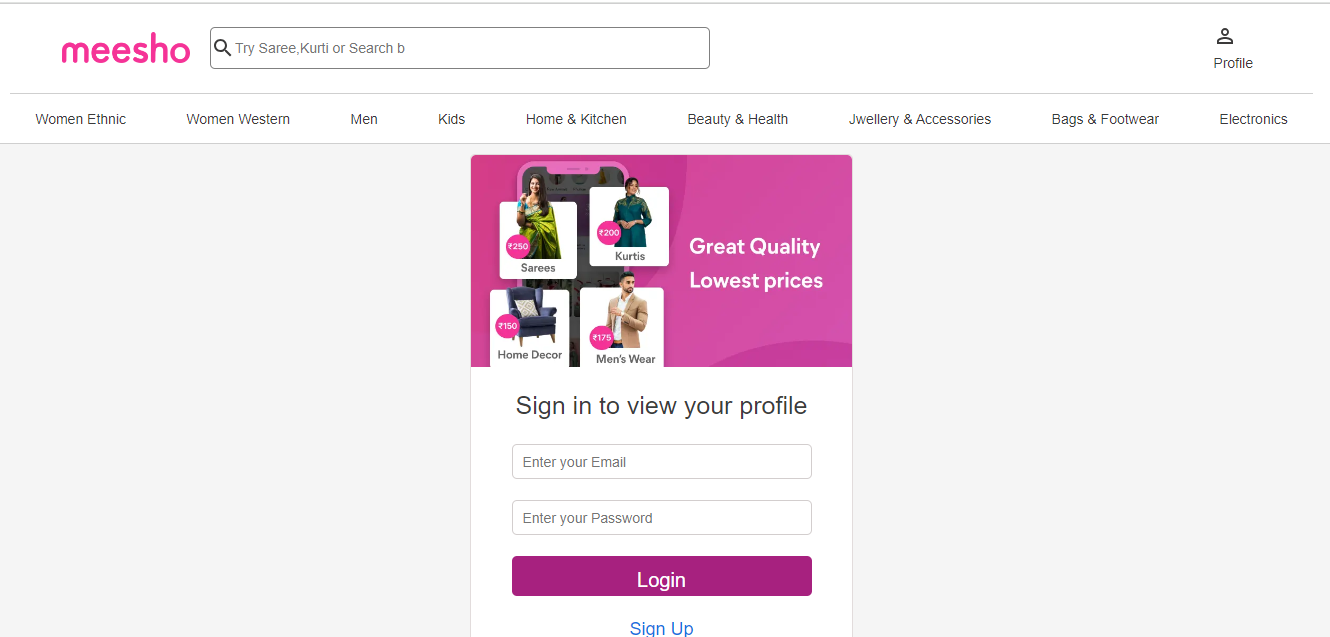 meesho
Try Saree,Kurti or Search b
Profile
Women Ethnic Women Western Men Kids Home & Kitchen Beauty & Health Jwellery & Accessories Bags & Footwear Electronics
₹250
Sarees
₹200
Kurtis
Great Quality
Lowest prices
₹150
Home Decor
₹175
Men's Wear
Sign in to view your profile
Enter your Email
Enter your Password
Login
Sign Up